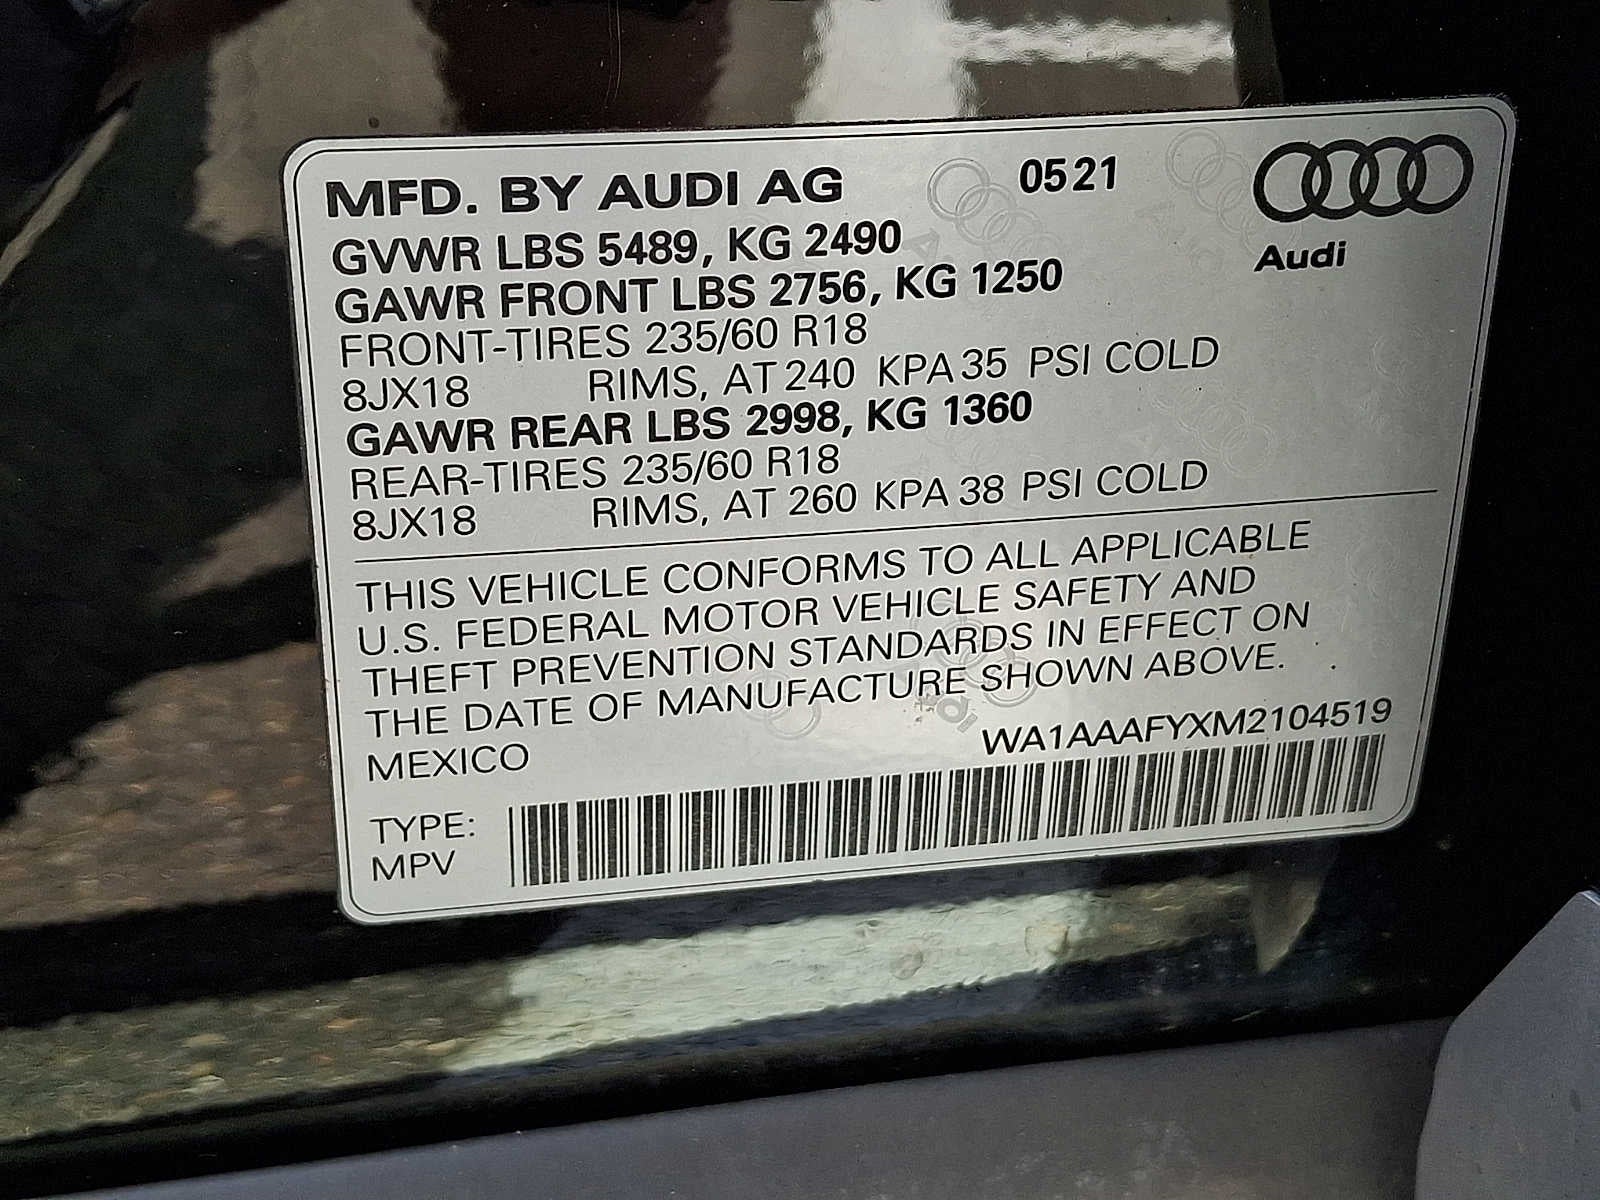 MFD. BY AUDI AG 0521
Audi
GVWR LBS 5489, KG 2490
GAWR FRONT LBS 2756, KG 1250
FRONT-TIRES 235/60 R18
8JX18 RIMS, AT 240 KPA 35 PSI COLD
GAWR REAR LBS 2998, KG 1360
REAR-TIRES 235/60 R18
8JX18 RIMS, AT 260 KPA 38 PSI COLD
THIS VEHICLE CONFORMS TO ALL APPLICABLE
U.S. FEDERAL MOTOR VEHICLE SAFETY AND
THEFT PREVENTION STANDARDS IN EFFECT ON
THE DATE OF MANUFACTURE SHOWN ABOVE.
MEXICO WA1AAAFYXM2104519
TYPE:
MPV